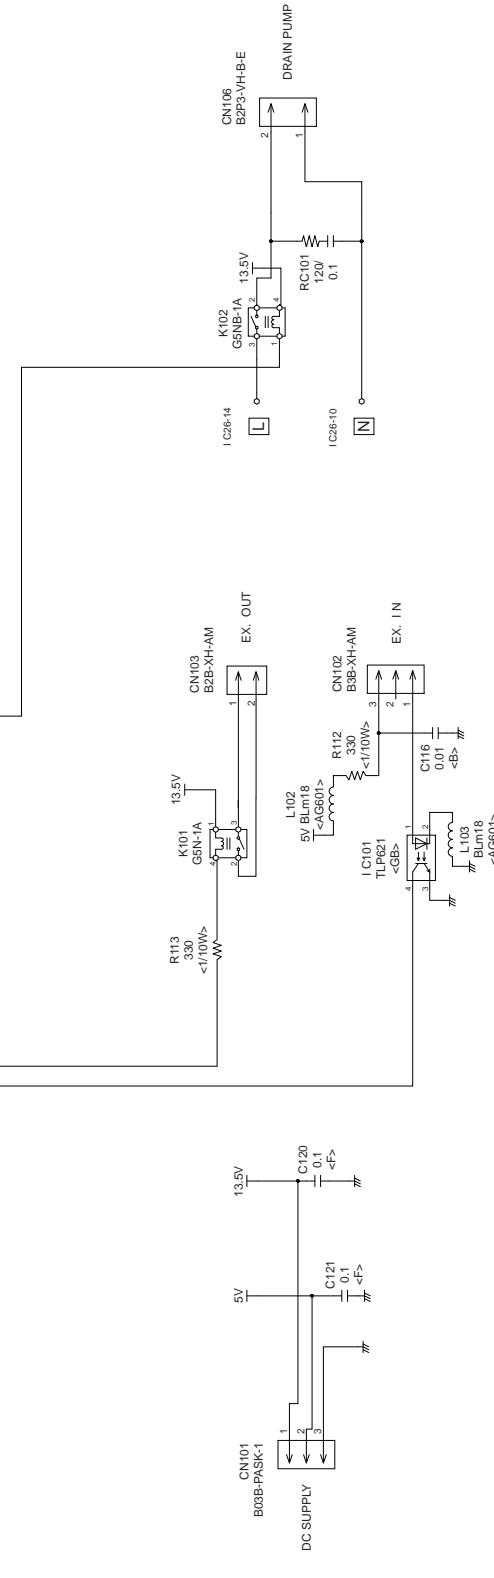 DRAIN PUMP
CN106
B2P3-VH-B-E
2
1
RC101
120/
0.1
13.5V
K102
G5NB-1A
2
4
3
1
I C26-14
L
I C26-10
N
EX. OUT
CN103
B2B-XH-AM
1
2
13.5V
K101
G5N-1A
1
3
4
2
R113
330
<1/10W>
EX. IN
CN102
B3B-XH-AM
3
2
1
R112
330
<1/10W>
C116
0.01
<B>
L102
5V BLm18
<AG601>
I C101
TLP621
<GB>
1
2
4
3
L103
BLm18
<AG601>
13.5V
C120
0.1
<F>
5V
C121
0.1
<F>
CN101
B03B-PASK-1
1
2
3
DC SUPPLY